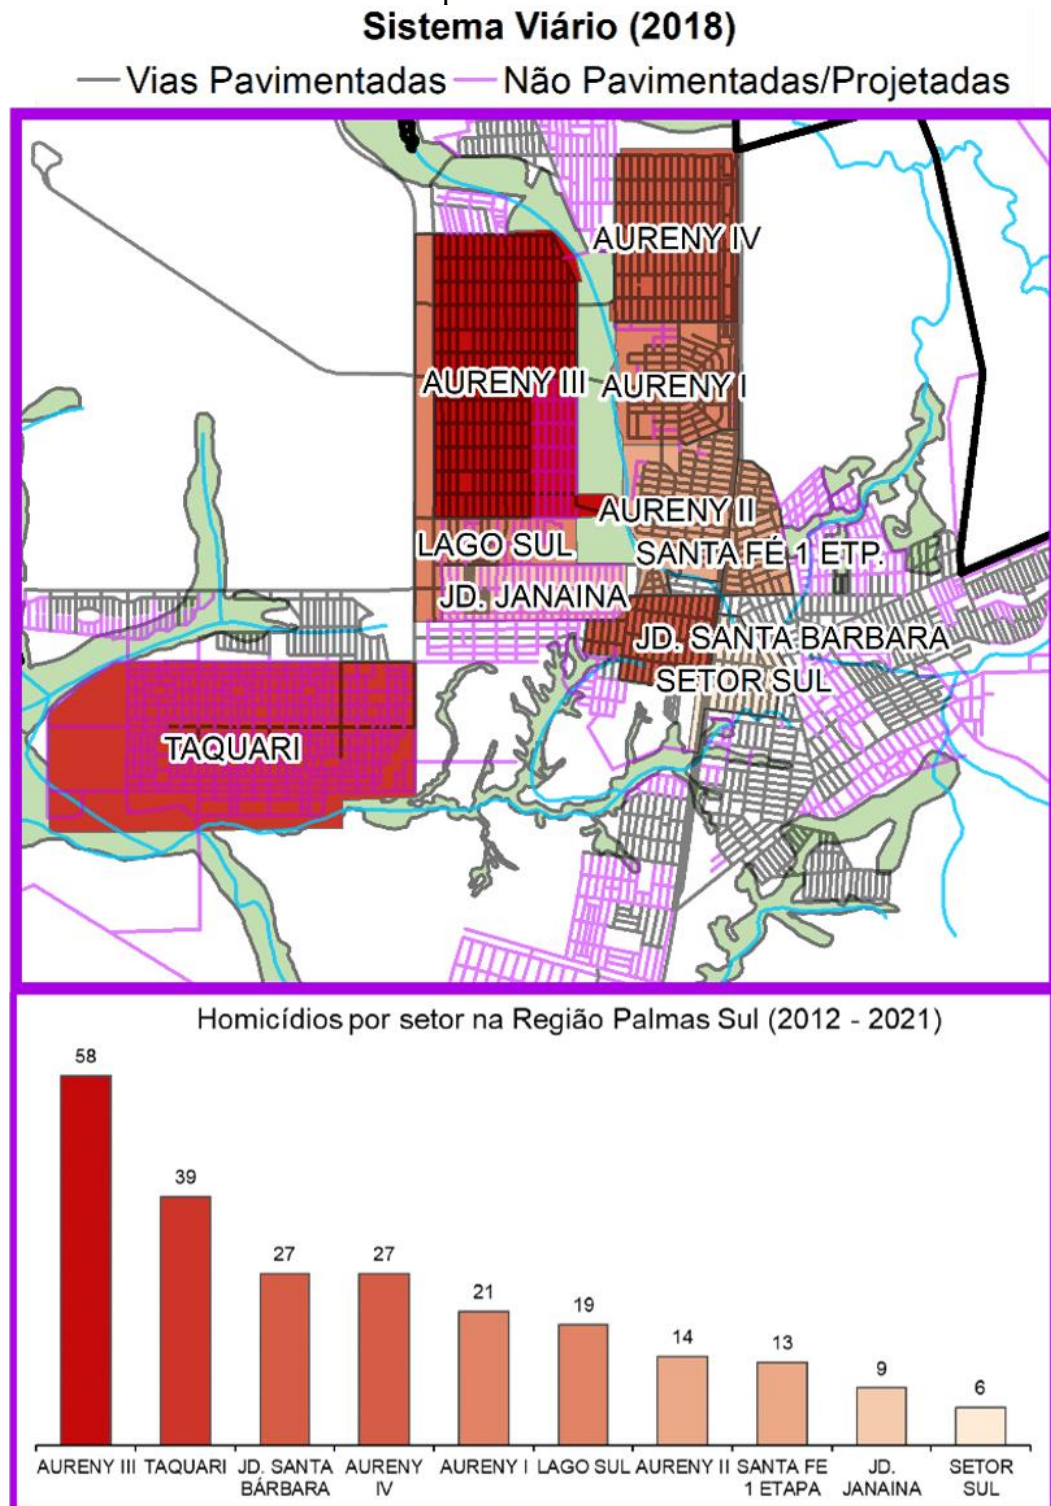 Sistema Viário (2018)
Vias Pavimentadas
Não Pavimentadas/Projetadas
AURENY IV
AURENY III
AURENY I
AURENY II
LAGO SUL
SANTA FÉ 1 ETP.
JD. JANAINA
JD. SANTA BARBARA
SETOR SUL
TAQUARI
Homicídios por setor na Região Palmas Sul (2012 - 2021)
58
39
27
27
21
19
14
13
9
6
AURENY III
TAQUARI
JD. SANTA
BÁRBARA
AURENY
IV
AURENY I
LAGO SUL
AURENY II
SANTA FE
1 ETAPA
JD.
JANAINA
SETOR
SUL